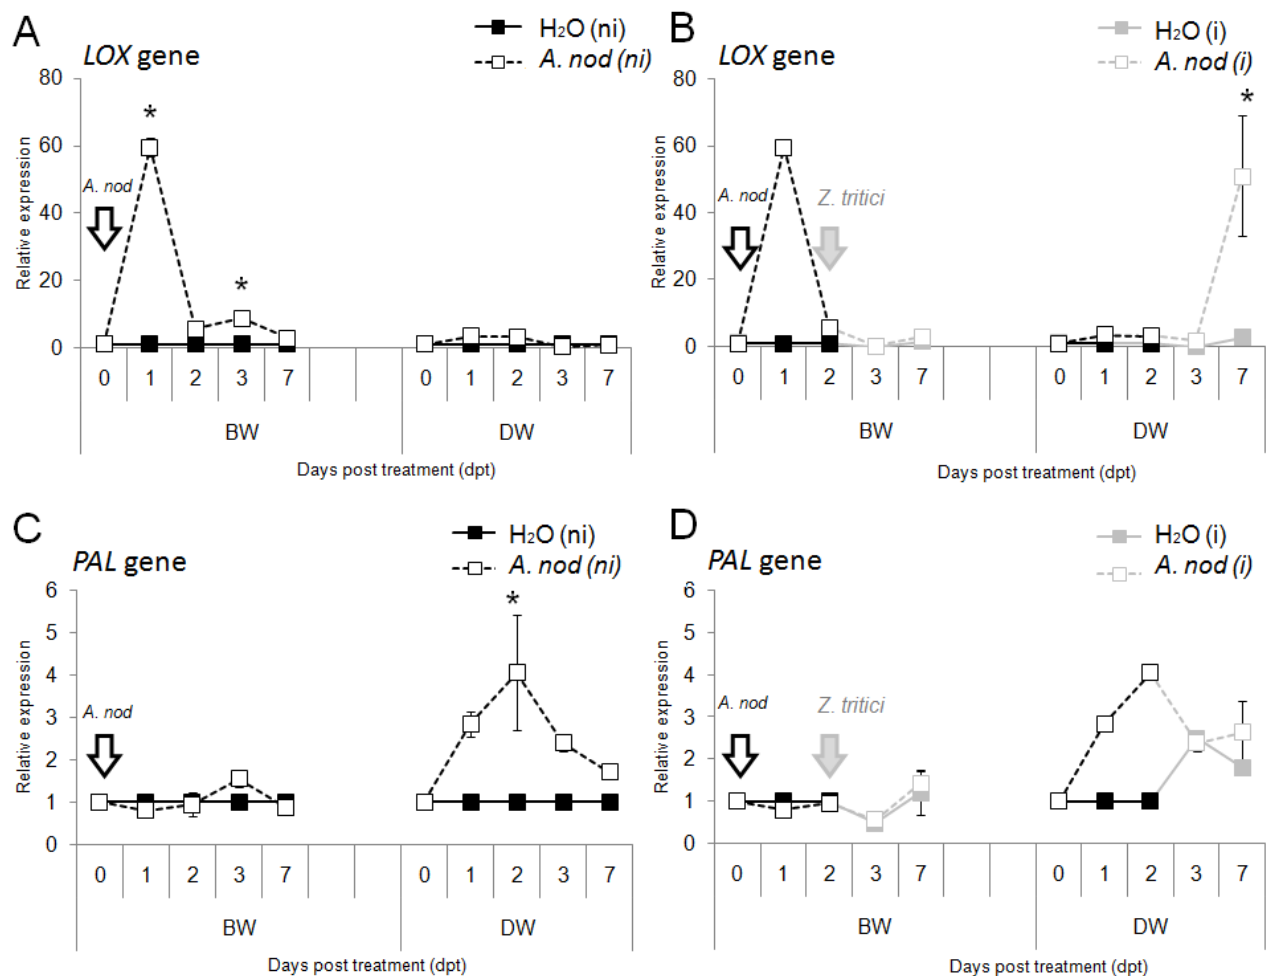 A
H₂O (ni)
LOX gene
A. nod (ni)
80
60
40
20
0
Relative expression
A. nod
*
*
0 1 2 3 7 0 1 2 3 7
BW DW
Days post treatment (dpt)
B
H₂O (i)
LOX gene
A. nod (i)
80
60
40
20
0
Relative expression
A. nod
Z. tritici
*
0 1 2 3 7 0 1 2 3 7
BW DW
Days post treatment (dpt)
C
H₂O (ni)
PAL gene
A. nod (ni)
6
5
4
3
2
1
0
Relative expression
A. nod
*
0 1 2 3 7 0 1 2 3 7
BW DW
Days post treatment (dpt)
D
H₂O (i)
PAL gene
A. nod (i)
6
5
4
3
2
1
0
Relative expression
A. nod
Z. tritici
0 1 2 3 7 0 1 2 3 7
BW DW
Days post treatment (dpt)